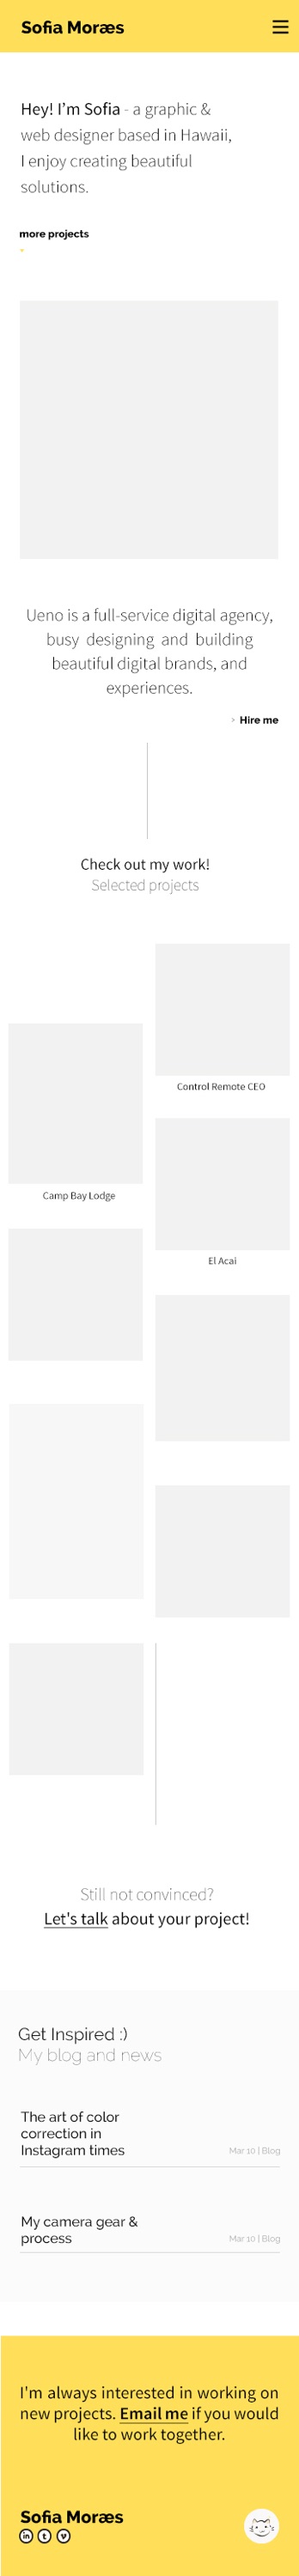 Sofia Moræs
Hey! I'm Sofia - a graphic &
web designer based in Hawaii,
I enjoy creating beautiful
solutions.
more projects
Ueno is a full-service digital agency,
busy designing and building
beautiful digital brands, and
experiences.
Hire me
Check out my work!
Selected projects
Control Remote CEO
Camp Bay Lodge
El Acai
Still not convinced?
Let's talk about your project!
Get Inspired :)
My blog and news
The art of color
correction in
Instagram times
Mar 10 | Blog
My camera gear &
process
Mar 10 | Blog
I'm always interested in working on
new projects. Email me if you would
like to work together.
Sofia Moræs
in t v